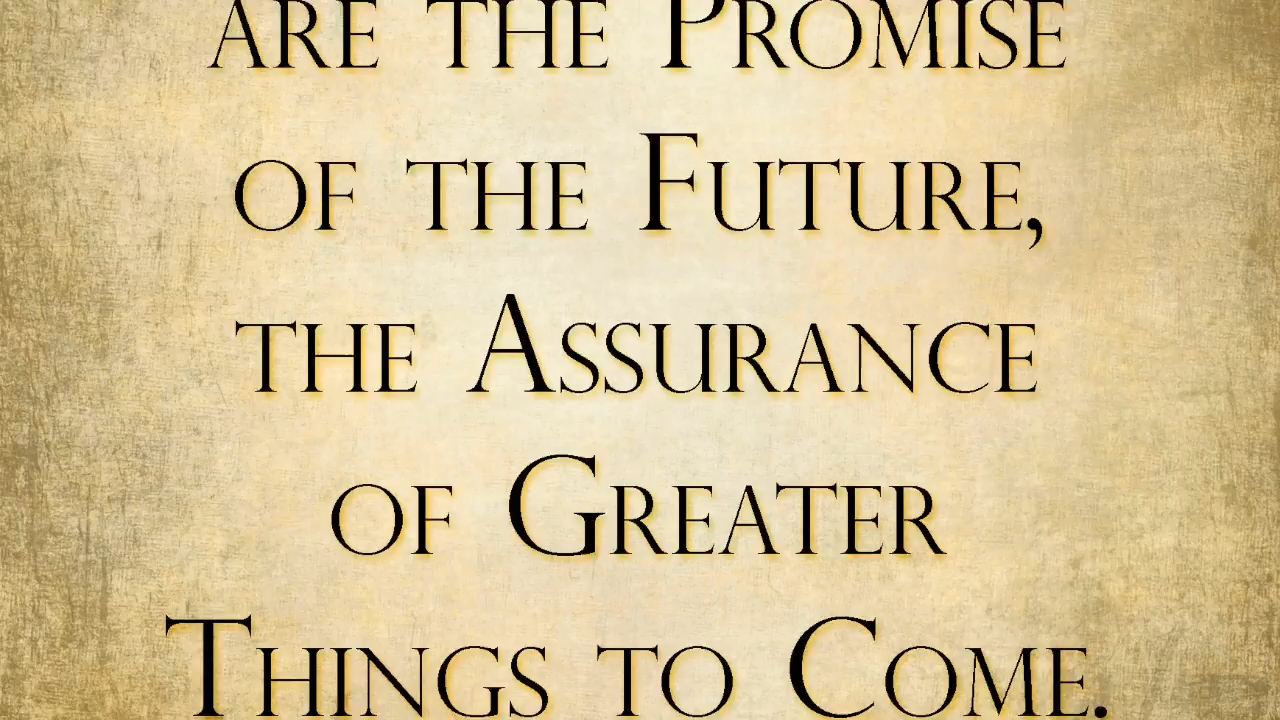 are the Promise
of the Future,
the Assurance
of Greater
Things to Come.